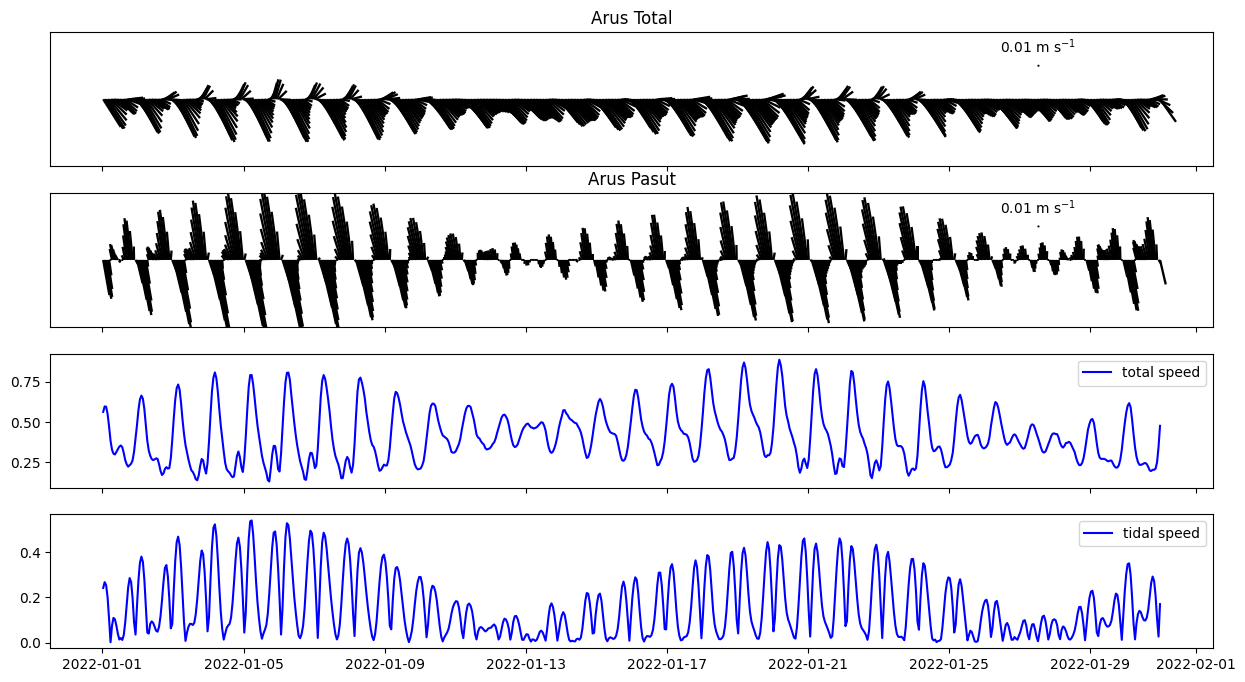 Arus Total
0.01 m s⁻¹
Arus Pasut
0.01 m s⁻¹
0.75
0.50
0.25
total speed
0.4
0.2
0.0
tidal speed
2022-01-01 2022-01-05 2022-01-09 2022-01-13 2022-01-17 2022-01-21 2022-01-25 2022-01-29 2022-02-01